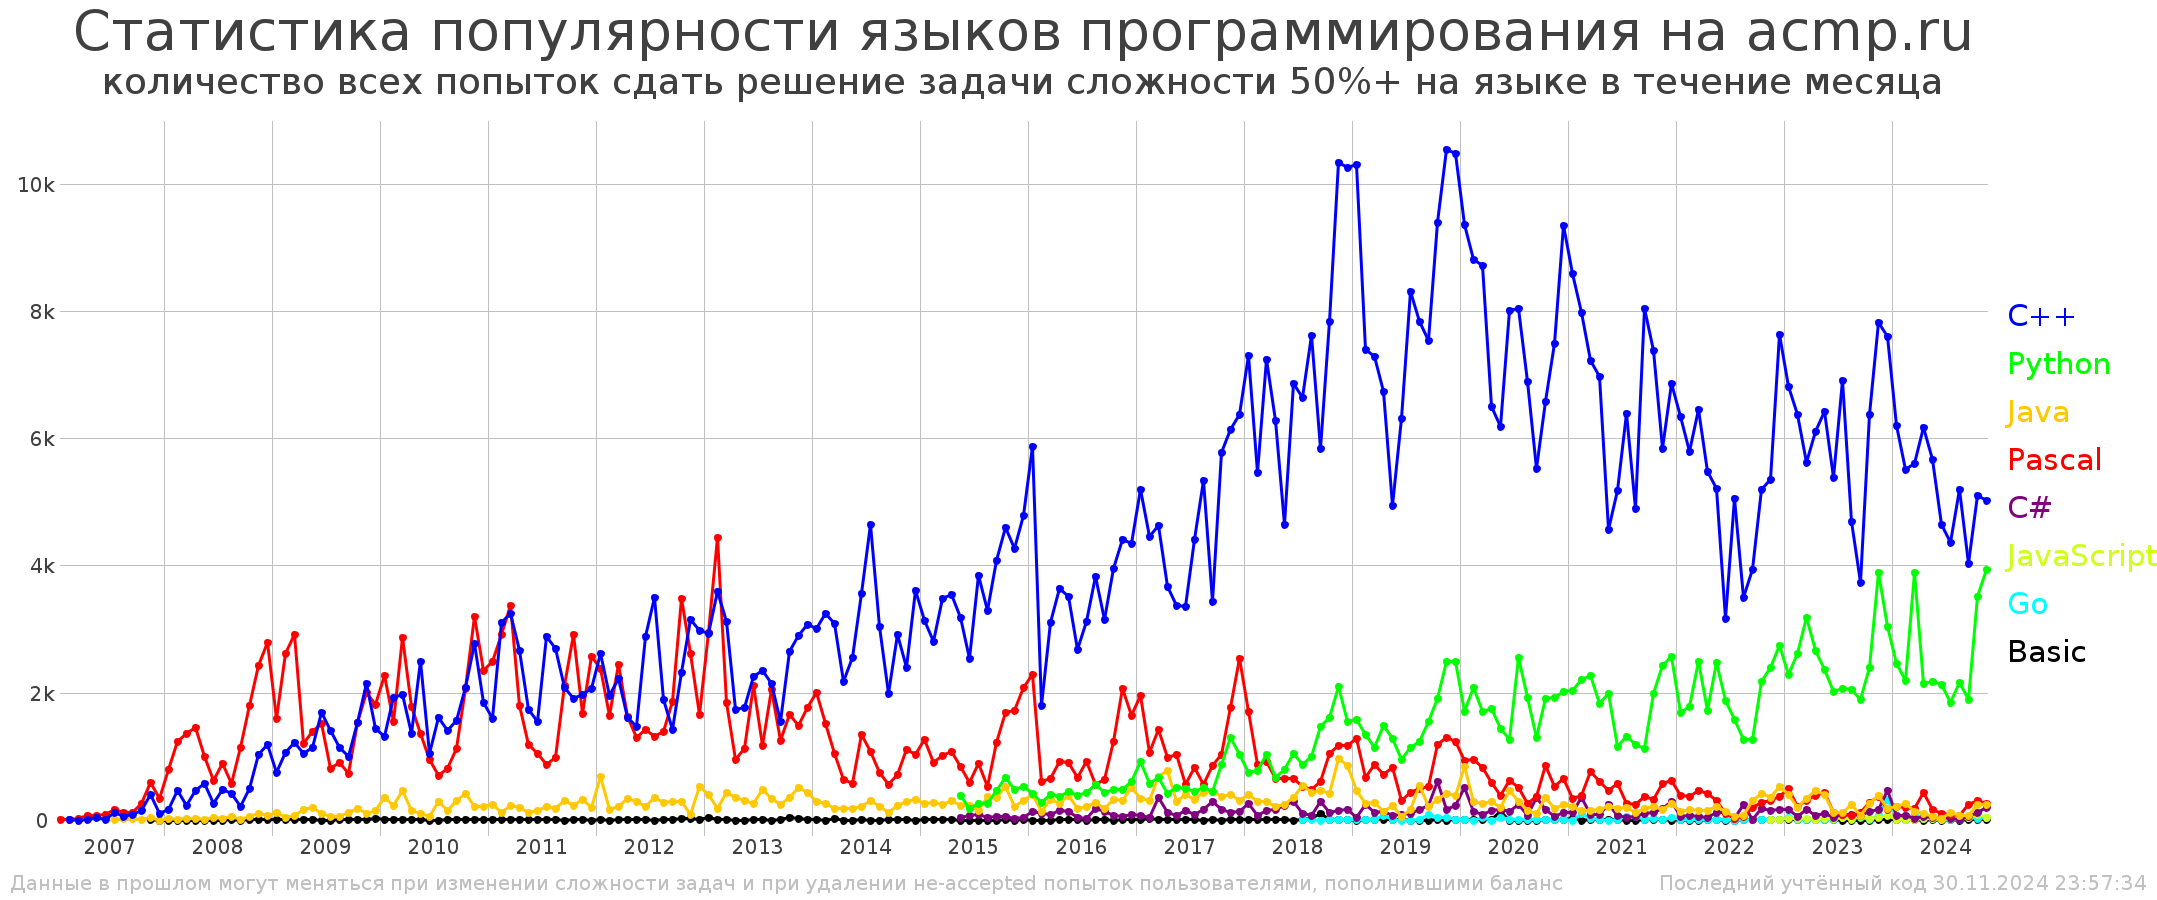 Статистика популярности языков программирования на acmp.ru
количество всех попыток сдать решение задачи сложности 50%+ на языке в течение месяца
10k
8k
6k
4k
2k
0
C++
Python
Java
Pascal
C#
JavaScript
Go
Basic
2007 2008 2009 2010 2011 2012 2013 2014 2015 2016 2017 2018 2019 2020 2021 2022 2023 2024
Данные в прошлом могут меняться при изменении сложности задач и при удалении не-accepted попыток пользователями, пополнившими баланс
Последний учтённый код 30.11.2024 23:57:34